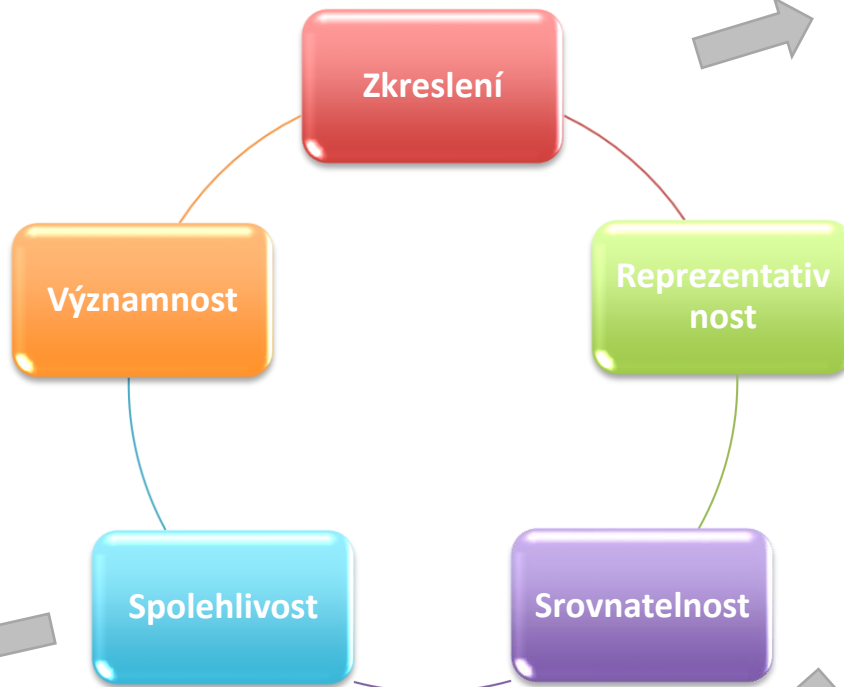 Zkreslení
Významnost
Reprezentativ
nost
Spolehlivost
Srovnatelnost